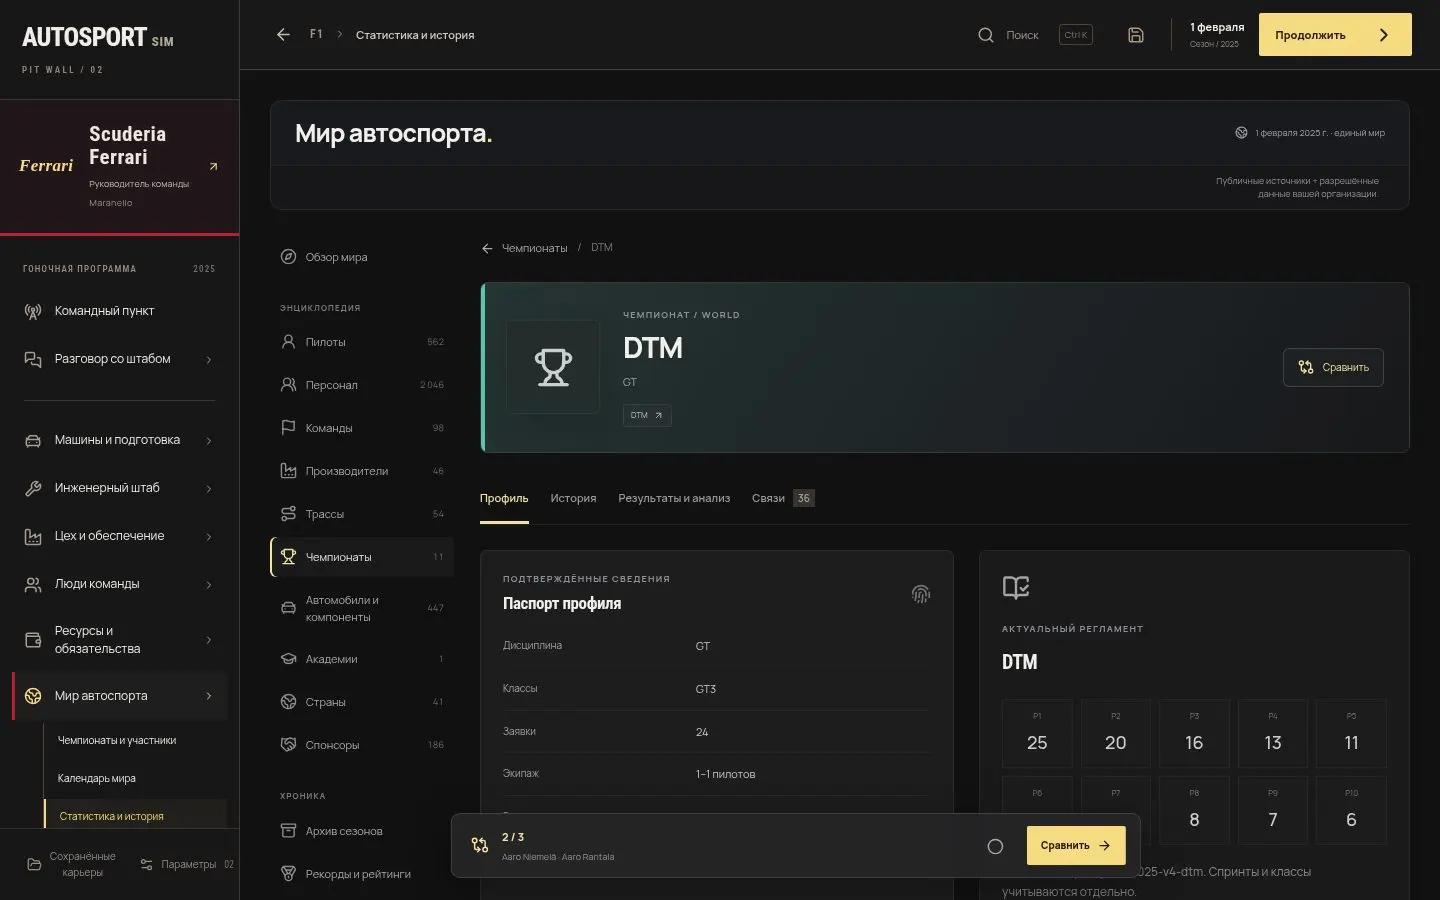 AUTOSPORT SIM
PIT WALL / 02
Ferrari
Scuderia
Ferrari
Руководитель команды
Maranello
ГОНОЧНАЯ ПРОГРАММА 2025
Командный пункт
Разговор со штабом
Машины и подготовка
Инженерный штаб
Цех и обеспечение
Люди команды
Ресурсы и
обязательства
Мир автоспорта
Чемпионаты и участники
Календарь мира
Статистика и история
Сохранённые
карьеры
Параметры 02
F1 > Статистика и история
Поиск Ctrl K
1 февраля
Сезон / 2025
Продолжить
Мир автоспорта.
1 февраля 2025 г. · единый мир
Публичные источники + разрешённые
данные вашей организации.
Обзор мира
ЭНЦИКЛОПЕДИЯ
Пилоты 562
Персонал 2 046
Команды 98
Производители 46
Трассы 54
Чемпионаты 11
Автомобили и
компоненты 447
Академии 1
Страны 41
Спонсоры 186
ХРОНИКА
Архив сезонов
Рекорды и рейтинги
Чемпионаты / DTM
ЧЕМПИОНАТ / WORLD
DTM
GT
DTM
Сравнить
Профиль История Результаты и анализ Связи 36
ПОДТВЕРЖДЁННЫЕ СВЕДЕНИЯ
Паспорт профиля
Дисциплина GT
Классы GT3
Заявки 24
Экипаж 1–1 пилотов
АКТУАЛЬНЫЙ РЕГЛАМЕНТ
DTM
P1 P2 P3 P4 P5
25 20 16 13 11
P6 P7 P8 P9 P10
8 7 6
025-v4-dtm. Спринты и классы
учитываются отдельно.
2 / 3
Aaro Niemelä · Aaro Rantala
Сравнить